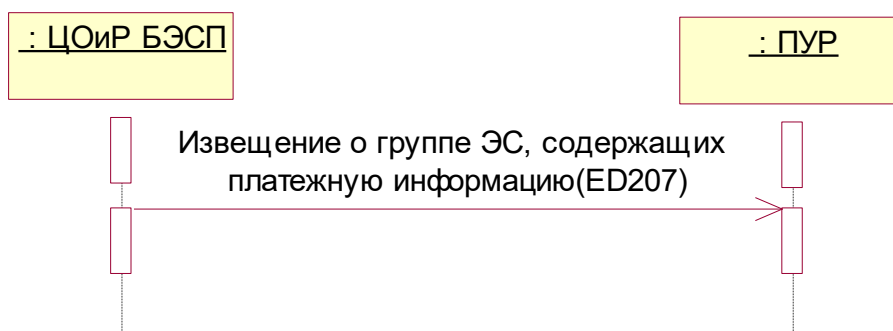 : ЦОиР БЭСП
: ПУР
Извещение о группе ЭС, содержащих
платежную информацию(ED207)